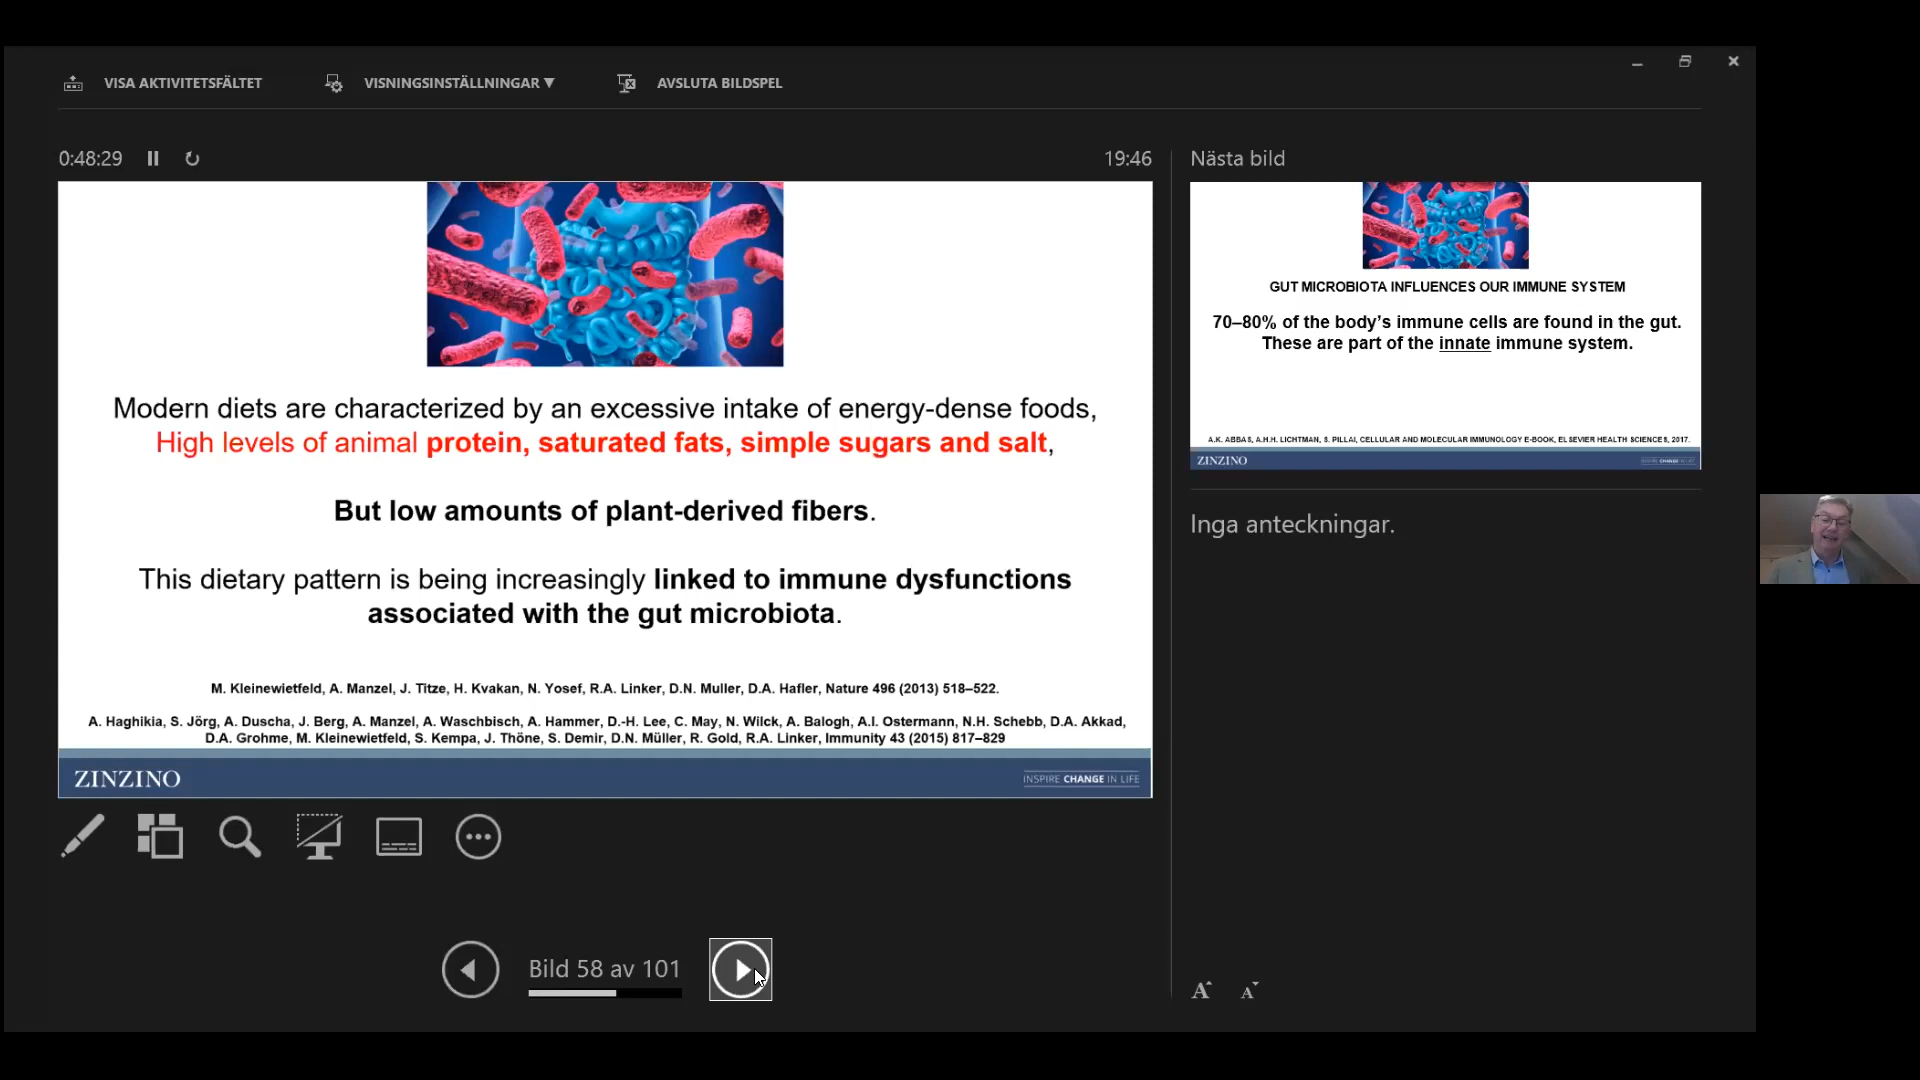 VISA AKTIVITETSFÄLTET
VISNINGSINSTÄLLNINGAR ▼
AVSLUTA BILDSPEL
0:48:29
19:46
Modern diets are characterized by an excessive intake of energy-dense foods,
High levels of animal protein, saturated fats, simple sugars and salt,
But low amounts of plant-derived fibers.
This dietary pattern is being increasingly linked to immune dysfunctions
associated with the gut microbiota.
M. Kleinewietfeld, A. Manzel, J. Titze, H. Kvakan, N. Yosef, R.A. Linker, D.N. Muller, D.A. Hafler, Nature 496 (2013) 518–522.
A. Haghikia, S. Jörg, A. Duscha, J. Berg, A. Manzel, A. Waschbisch, A. Hammer, D.-H. Lee, C. May, N. Wilck, A. Balogh, A.I. Ostermann, N.H. Schebb, D.A. Akkad,
D.A. Grohme, M. Kleinewietfeld, S. Kempa, J. Thöne, S. Demir, D.N. Müller, R. Gold, R.A. Linker, Immunity 43 (2015) 817–829
ZINZINO
INSPIRE CHANGE IN LIFE
Bild 58 av 101
Nästa bild
GUT MICROBIOTA INFLUENCES OUR IMMUNE SYSTEM
70–80% of the body’s immune cells are found in the gut.
These are part of the innate immune system.
A.K. ABBAS, A.H.H. LICHTMAN, S. PILLAI, CELLULAR AND MOLECULAR IMMUNOLOGY E-BOOK, ELSEVIER HEALTH SCIENCES, 2017.
ZINZINO
INSPIRE CHANGE IN LIFE
Inga anteckningar.
A A